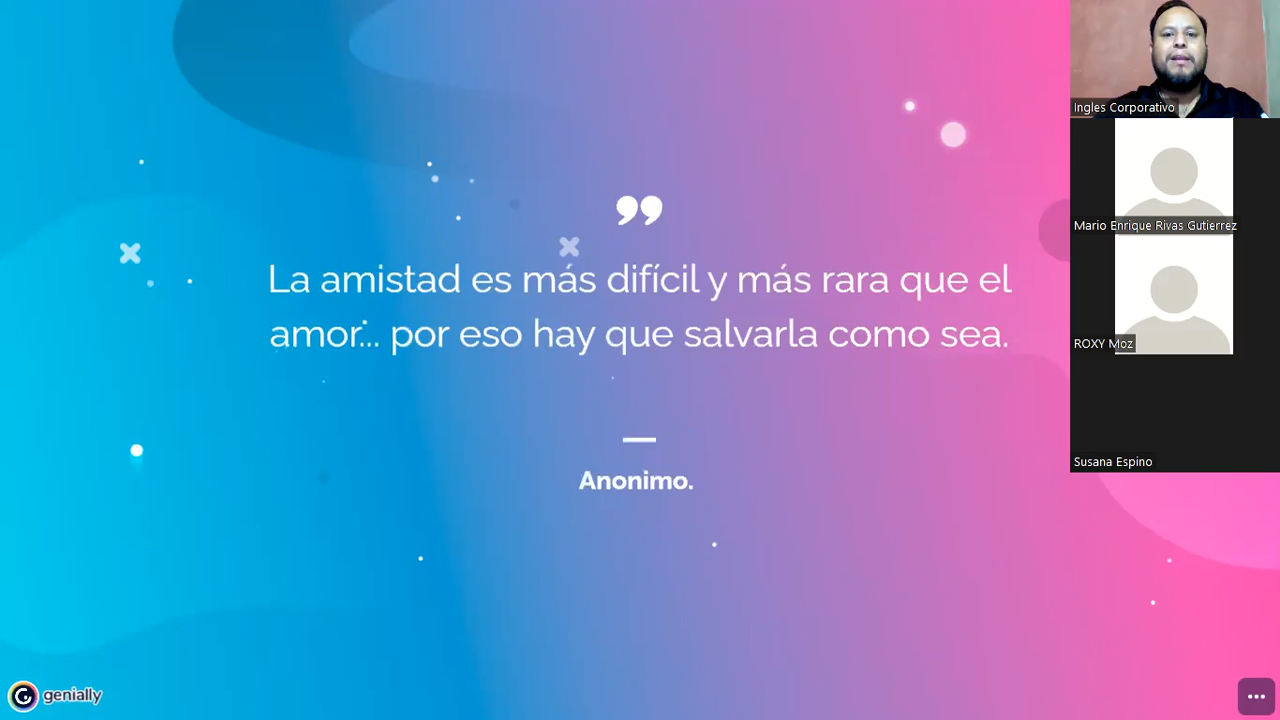 ”
La amistad es más difícil y más rara que el
amor... por eso hay que salvarla como sea.
Anonimo.
Ingles Corporativo
Mario Enrique Rivas Gutierrez
ROXY Moz
Susana Espino
genially